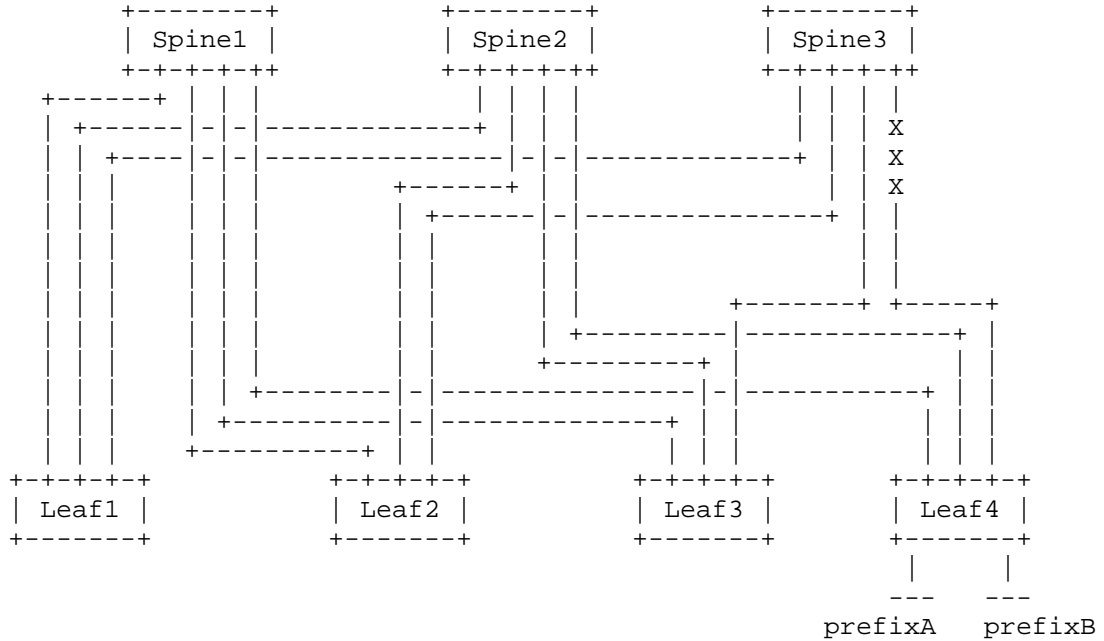 Spine1 Spine2 Spine3
X
X
X
Leaf1 Leaf2 Leaf3 Leaf4
prefixA prefixB